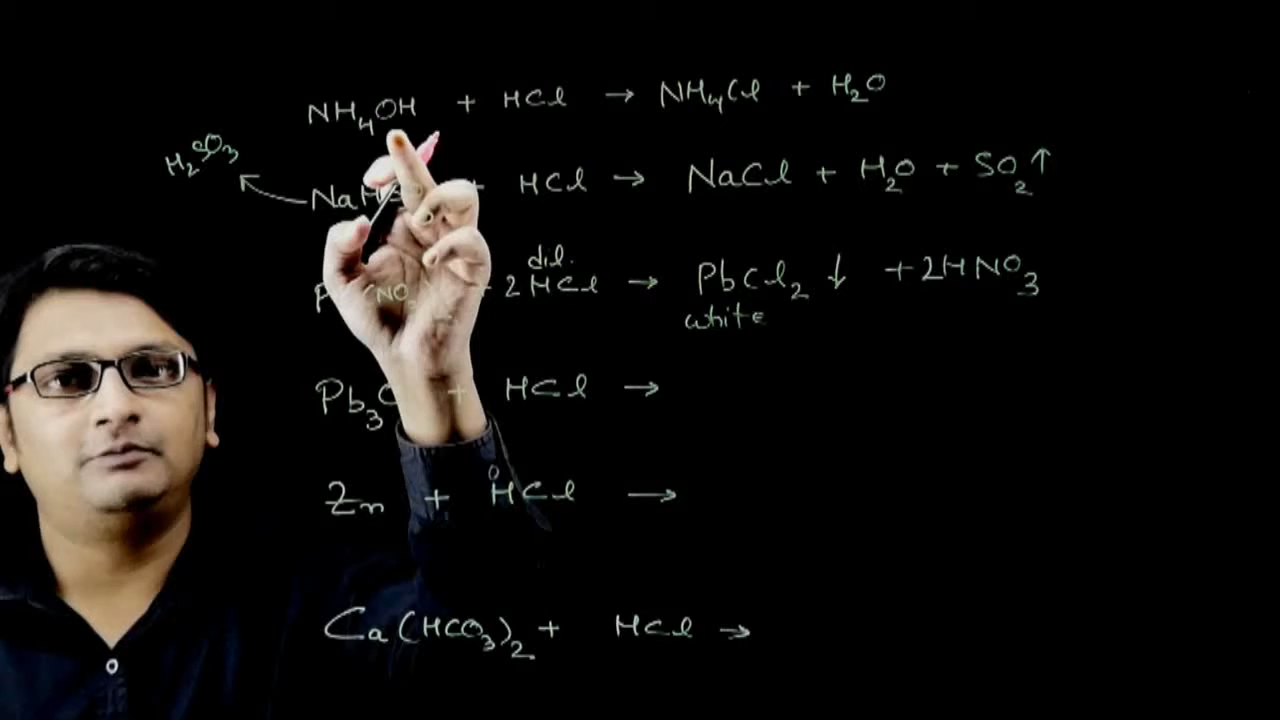 NH₄OH + HCl → NH₄Cl + H₂O
H₂SO₃
+ HCl → NaCl + H₂O + SO₂↑
dil.
2HCl → PbCl₂ ↓ + 2HNO₃
white
Pb₃ + HCl →
Zn + HCl →
Ca(HCO₃)₂ + HCl →